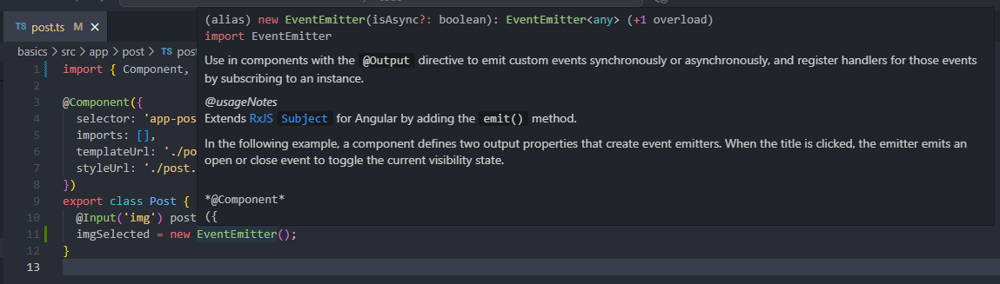 (alias) new EventEmitter(isAsync?: boolean): EventEmitter<any> (+1 overload)
import EventEmitter
Use in components with the @Output directive to emit custom events synchronously or asynchronously, and register handlers for those events
by subscribing to an instance.
@usageNotes
Extends RxJS Subject for Angular by adding the emit() method.
In the following example, a component defines two output properties that create event emitters. When the title is clicked, the emitter emits an
open or close event to toggle the current visibility state.
*@Component*
({
TS post.ts M ×
basics > src > app > post > TS pos
1 import { Component,
2
3 @Component({
4 selector: 'app-pos
5 imports: [],
6 templateUrl: './po
7 styleUrl: './post.
8 })
9 export class Post {
10 @Input('img') post
11 imgSelected = new EventEmitter();
12 }
13